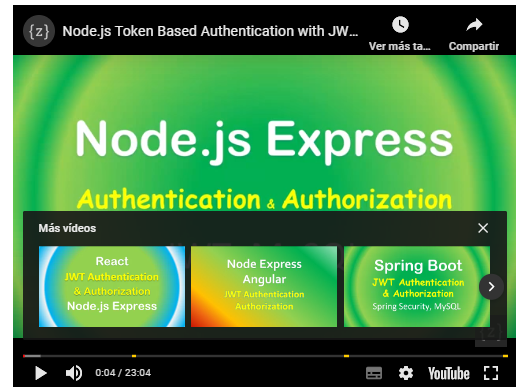 {z} Node.js Token Based Authentication with JW...
Ver más ta...
Compartir
Node.js Express
Authentication & Authorization
Más vídeos
React
JWT Authentication
& Authorization
Node.js Express
Node Express
Angular
JWT Authentication
Authorization
Spring Boot
JWT Authentication
& Authorization
Spring Security, MySQL
{z}
0:04 / 23:04
YouTube